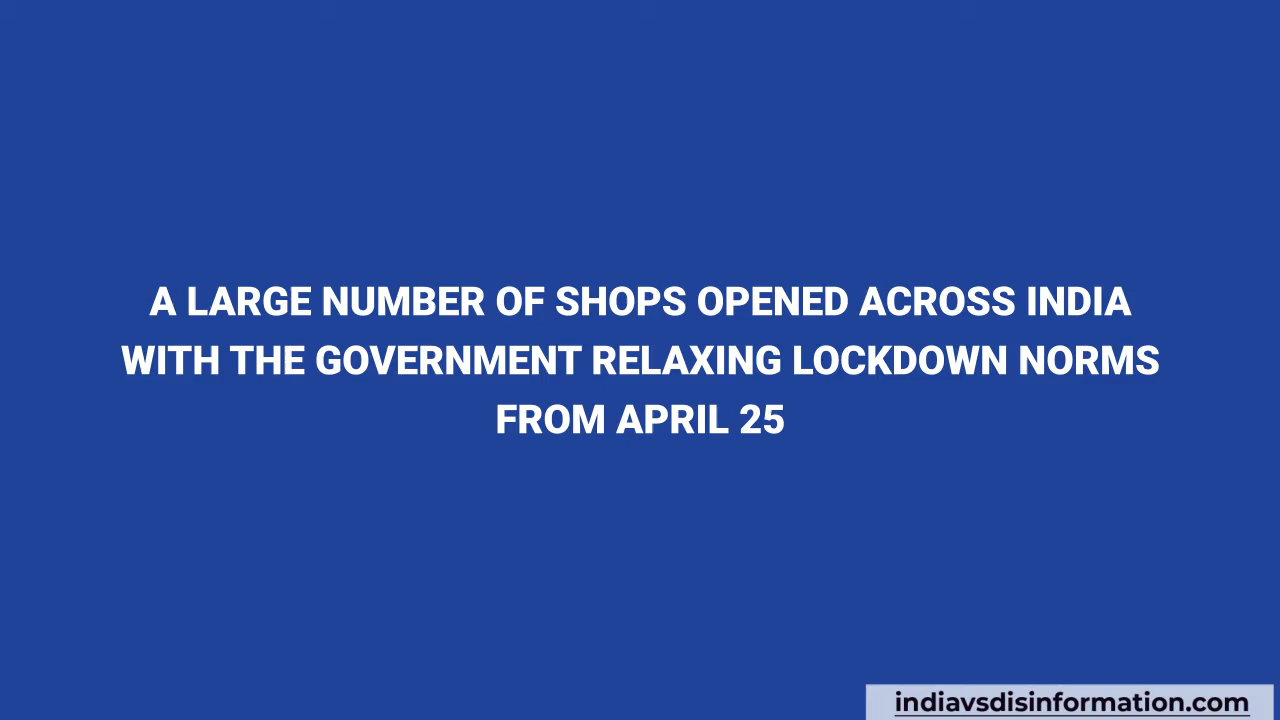 A LARGE NUMBER OF SHOPS OPENED ACROSS INDIA
WITH THE GOVERNMENT RELAXING LOCKDOWN NORMS
FROM APRIL 25
indiavsdisinformation.com